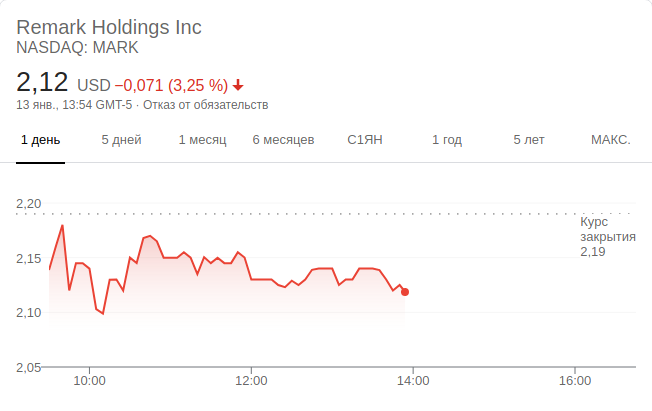 Remark Holdings Inc
NASDAQ: MARK
2,12 USD −0,071 (3,25 %)
13 янв., 13:54 GMT-5 · Отказ от обязательств
1 день 5 дней 1 месяц 6 месяцев С1ЯН 1 год 5 лет МАКС.
2,20
Курс
закрытия
2,19
2,15
2,10
2,05
10:00 12:00 14:00 16:00